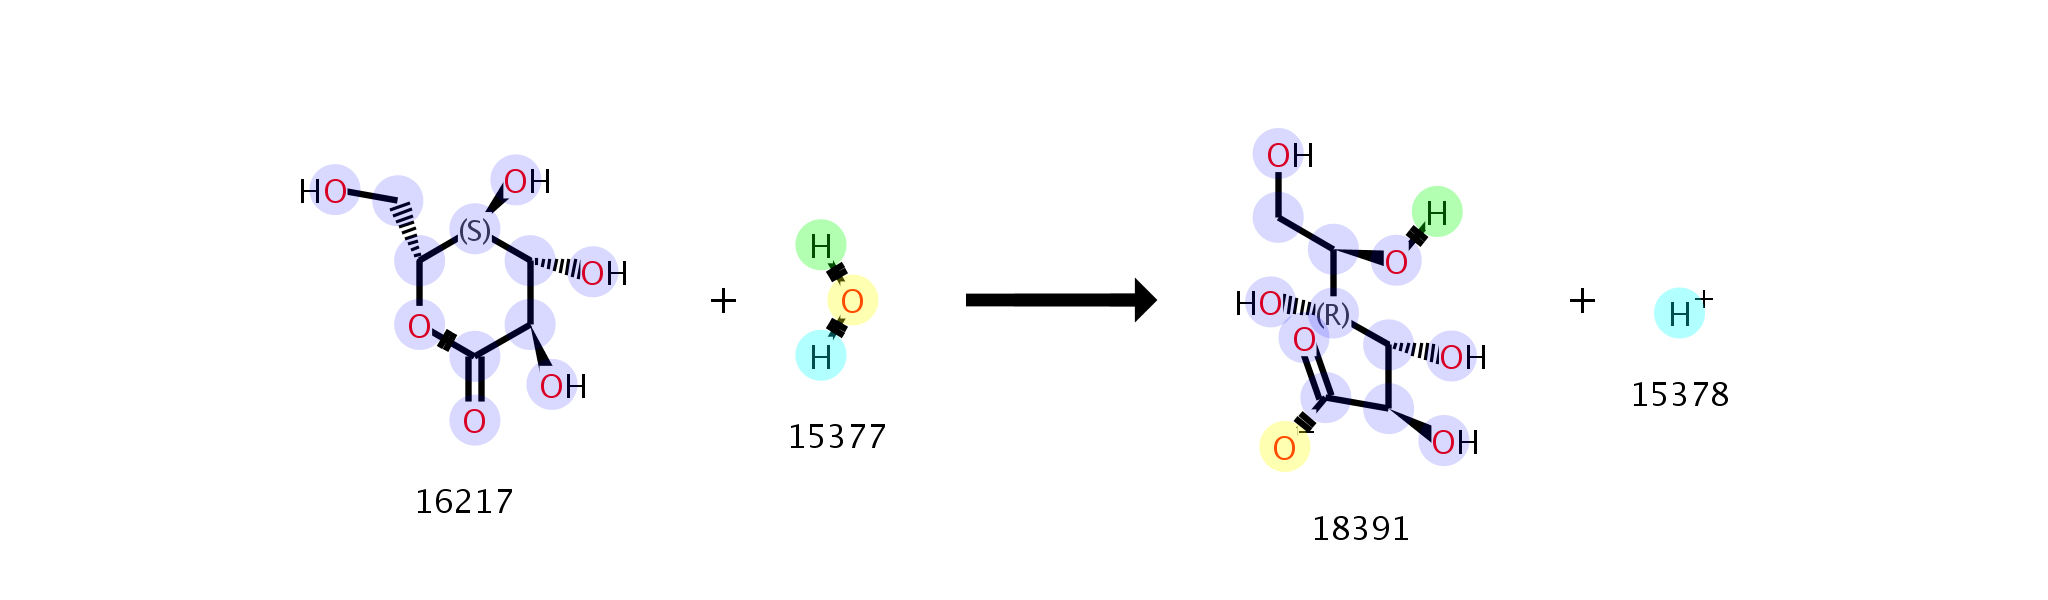 HO
OH
(S)
OH
O
OH
O
16217
+
H
O
H
15377
OH
H
O
HO
(R)
O
OH
OH
O⁻
18391
+
H⁺
15378